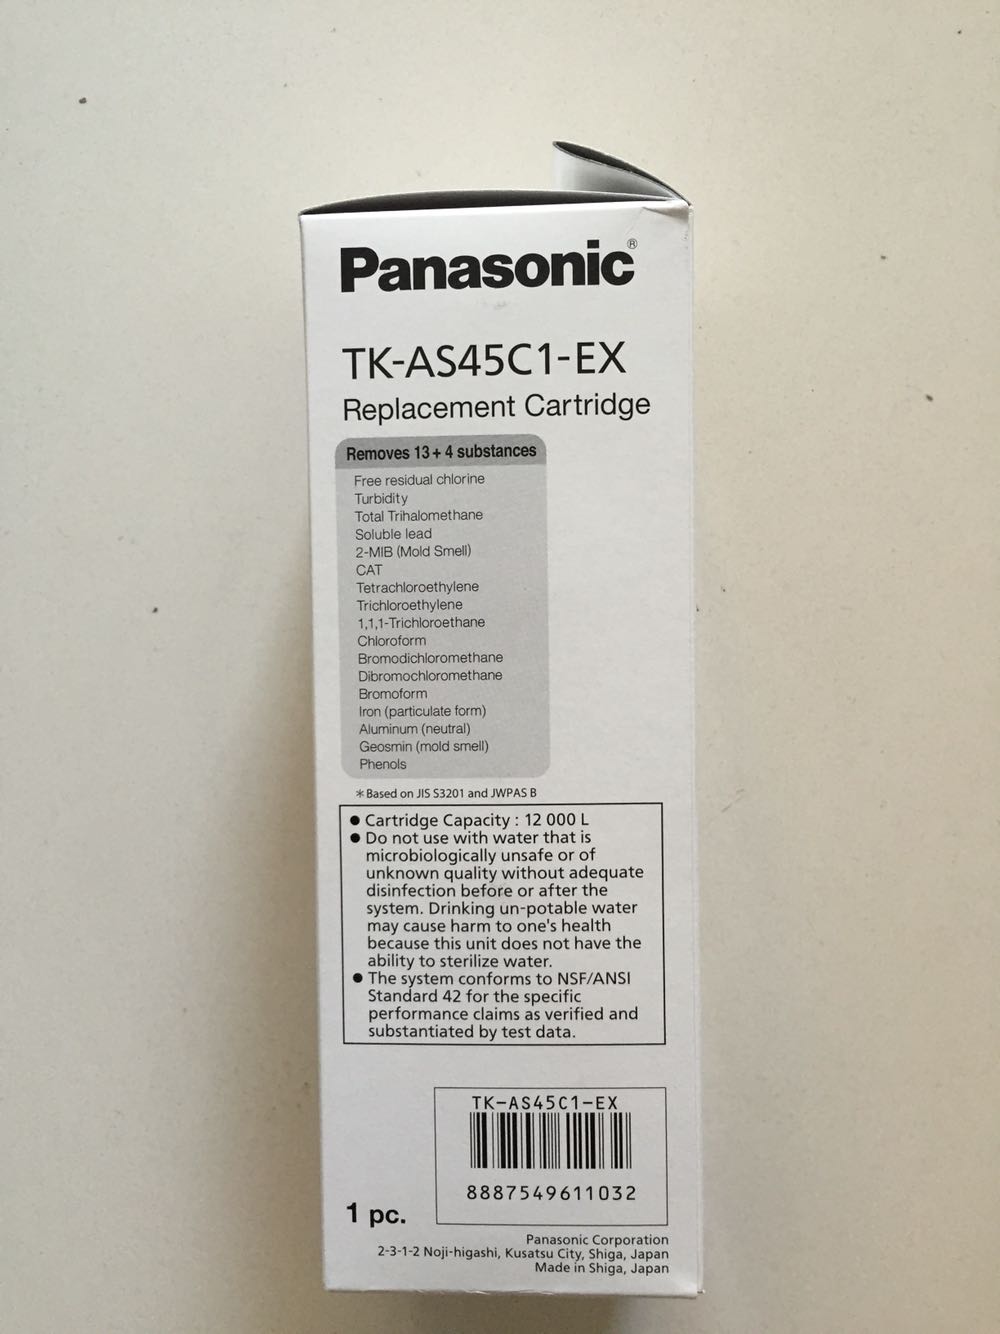 Panasonic®
TK-AS45C1-EX
Replacement Cartridge
Removes 13 + 4 substances
Free residual chlorine
Turbidity
Total Trihalomethane
Soluble lead
2-MIB (Mold Smell)
CAT
Tetrachloroethylene
Trichloroethylene
1,1,1-Trichloroethane
Chloroform
Bromodichloromethane
Dibromochloromethane
Bromoform
Iron (particulate form)
Aluminum (neutral)
Geosmin (mold smell)
Phenols
＊Based on JIS S3201 and JWPAS B
● Cartridge Capacity : 12 000 L
● Do not use with water that is
microbiologically unsafe or of
unknown quality without adequate
disinfection before or after the
system. Drinking un-potable water
may cause harm to one's health
because this unit does not have the
ability to sterilize water.
● The system conforms to NSF/ANSI
Standard 42 for the specific
performance claims as verified and
substantiated by test data.
TK-AS45C1-EX
8887549611032
1 pc.
Panasonic Corporation
2-3-1-2 Noji-higashi, Kusatsu City, Shiga, Japan
Made in Shiga, Japan